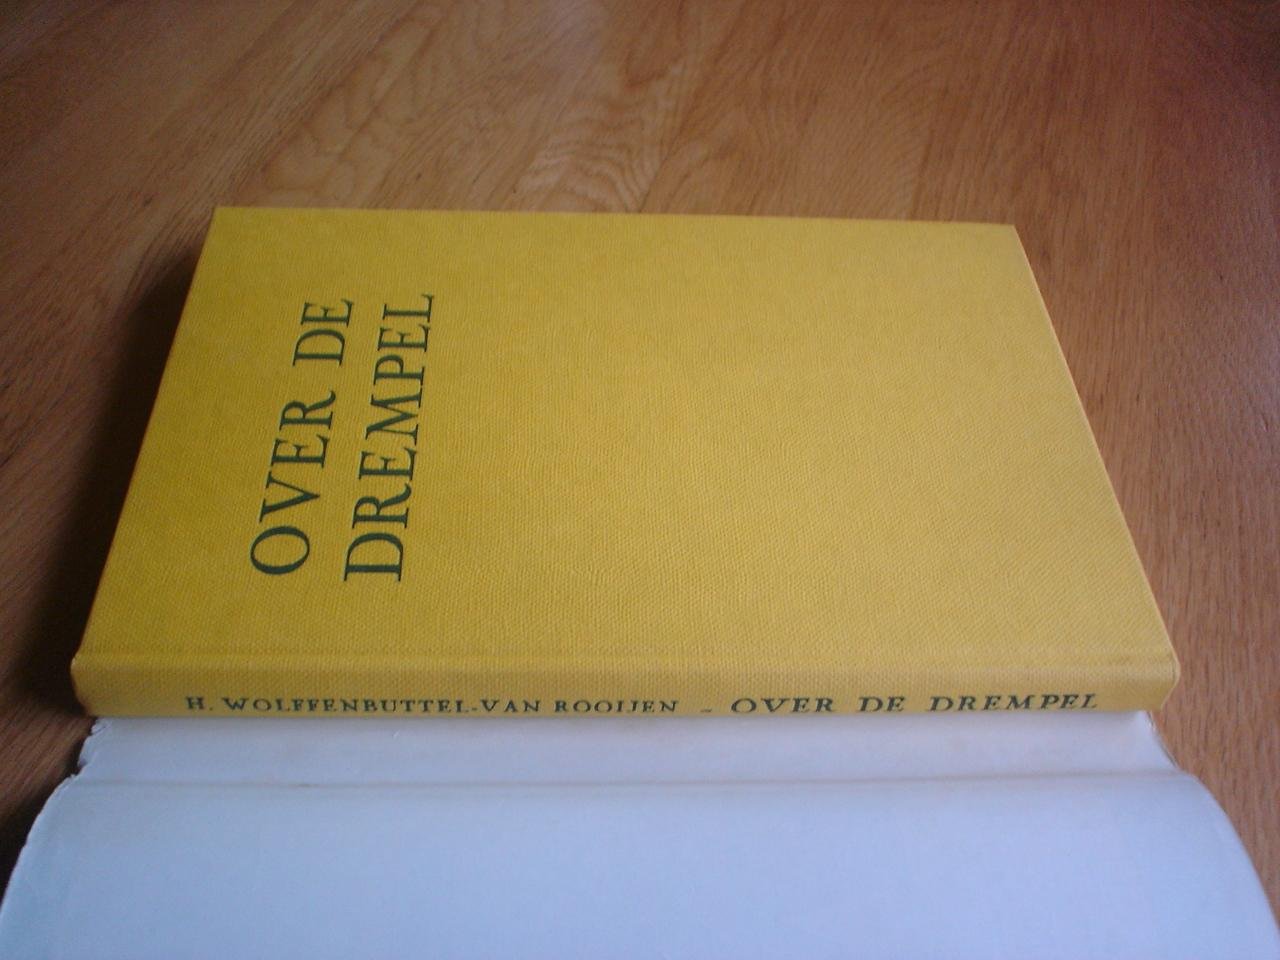 OVER DE
DREMPEL
H. WOLFFENBUTTEL-VAN ROOIJEN - OVER DE DREMPEL